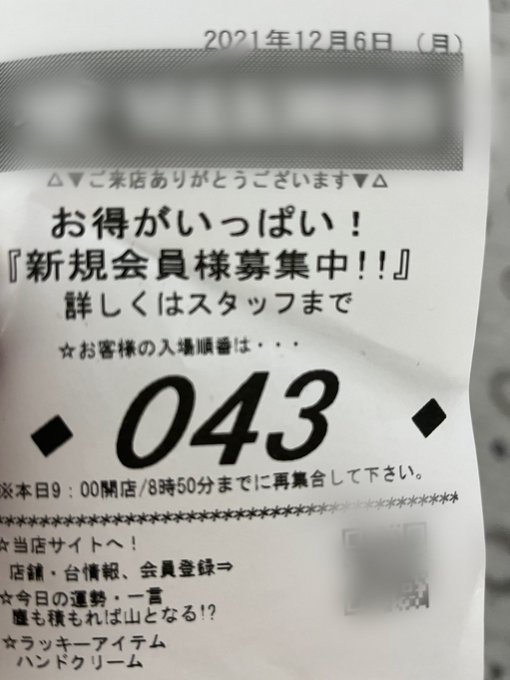 2021年12月6日（月）
△▼ご来店ありがとうございます▼△
お得がいっぱい！
『新規会員様募集中!!』
詳しくはスタッフまで
☆お客様の入場順番は・・・
◆ 043 ◆
※本日9：00開店/8時50分までに再集合して下さい。
☆当店サイトへ！
店舗・台情報、会員登録⇒
☆今日の運勢・一言
塵も積もれば山となる!?
☆ラッキーアイテム
ハンドクリーム